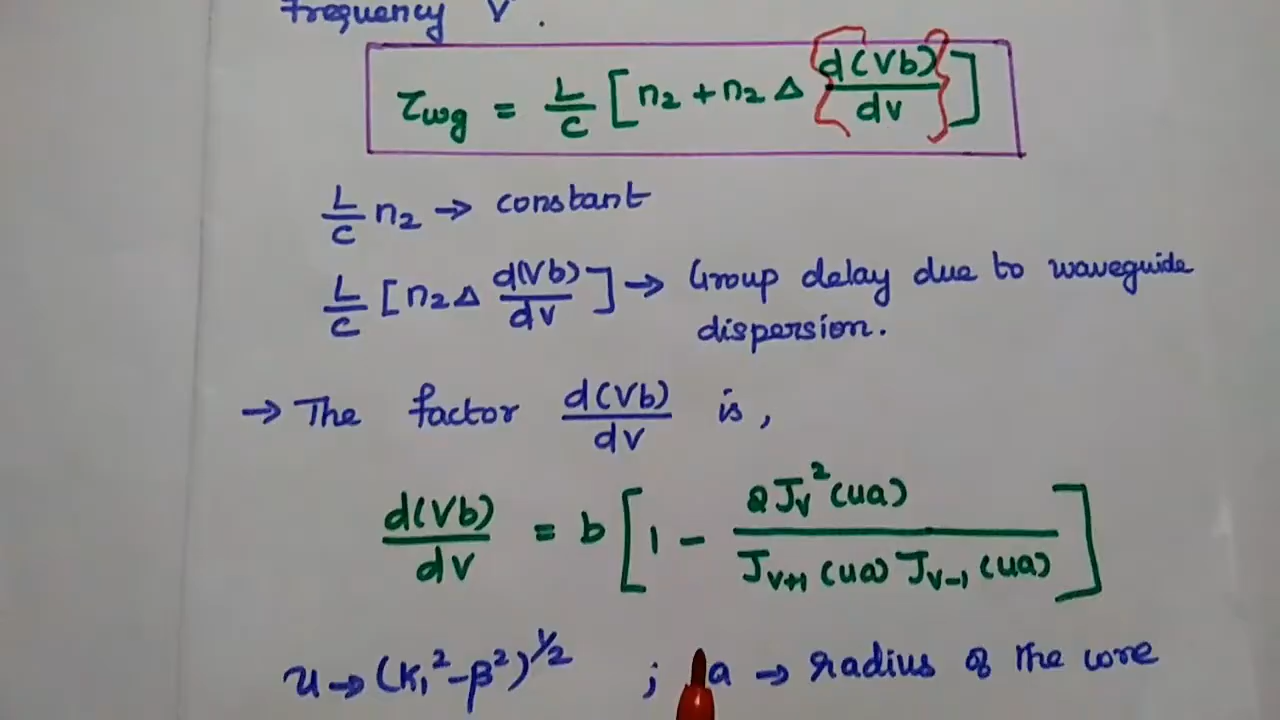 Frequency V.
τwg = L/c [n₂ + n₂ Δ {d(Vb)/dv}]
L/c n₂ → constant
L/c [n₂ Δ d(Vb)/dv] → Group delay due to waveguide
dispersion.
→ The factor d(Vb)/dv is,
d(Vb)/dv = b [1 - 2Jᵥ²(ua) / Jᵥ₊₁(ua) Jᵥ₋₁(ua)]
u → (K₁² - β²)^1/2 ; a → radius of the core